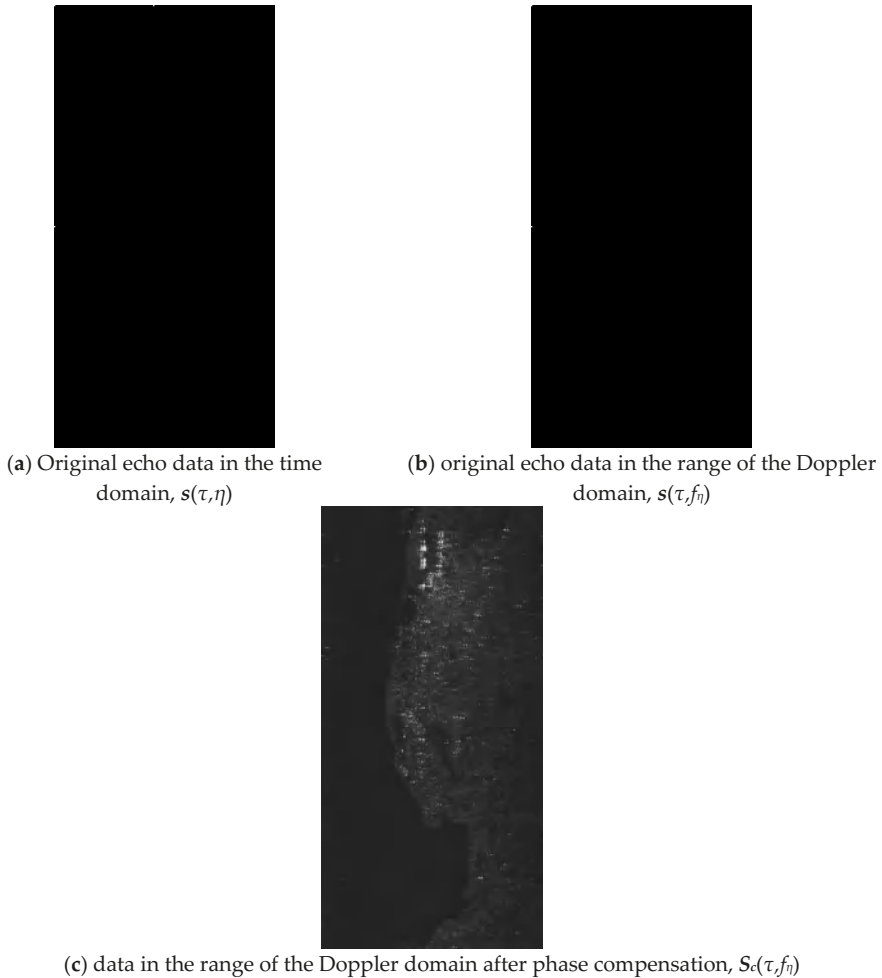 (a) Original echo data in the time
domain, s(τ,η)
(b) original echo data in the range of the Doppler
domain, s(τ,fη)
(c) data in the range of the Doppler domain after phase compensation, Sc(τ,fη)